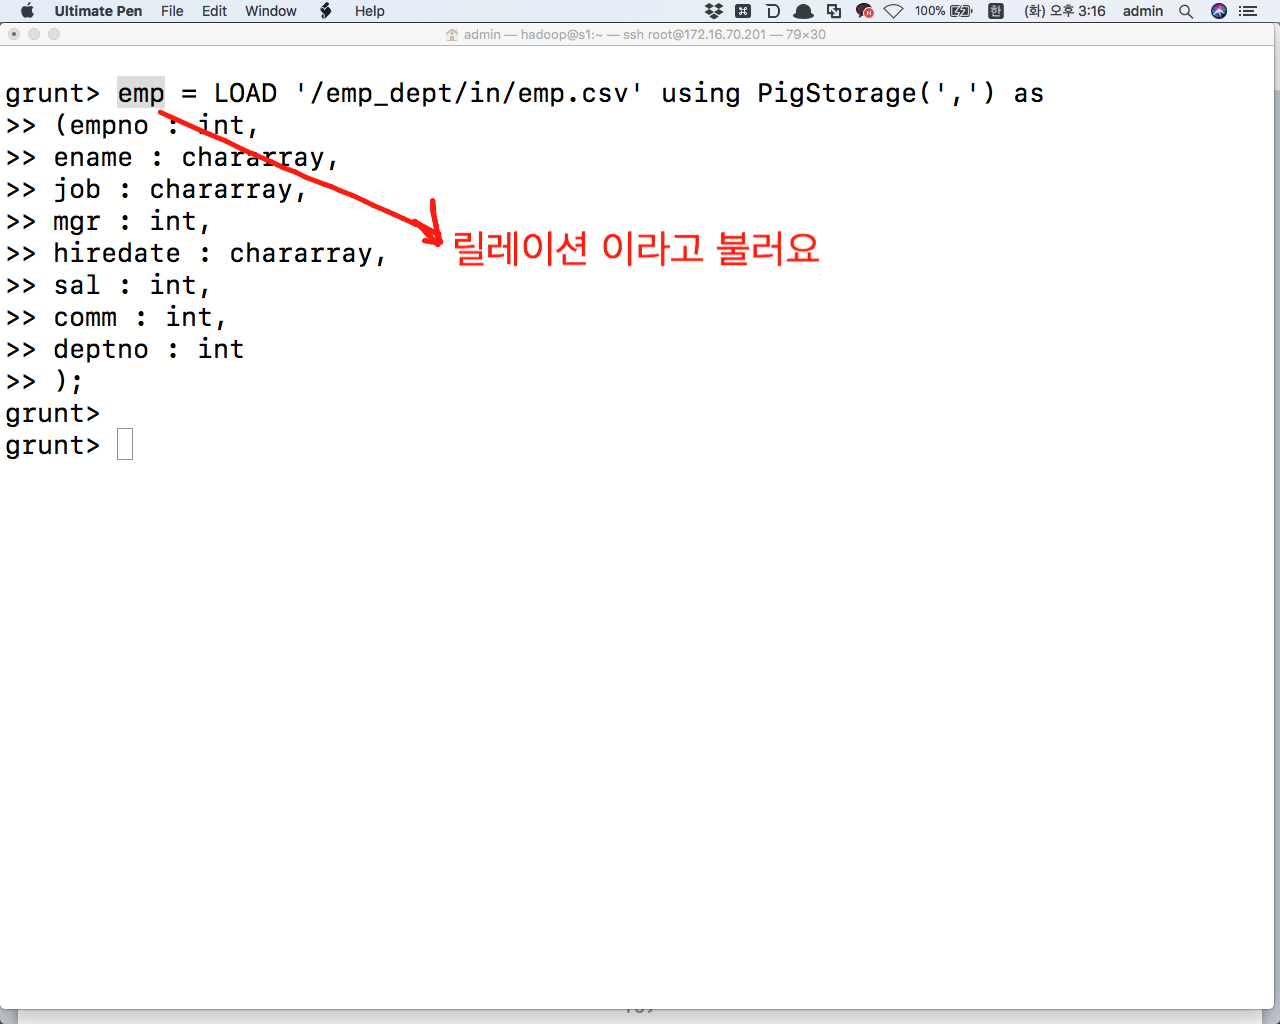 Ultimate Pen File Edit Window Help 100% 한 (화) 오후 3:16 admin
admin — hadoop@s1:~ — ssh root@172.16.70.201 — 79×30
grunt> emp = LOAD '/emp_dept/in/emp.csv' using PigStorage(',') as
>> (empno : int,
>> ename : chararray,
>> job : chararray,
>> mgr : int,
>> hiredate : chararray,
릴레이션 이라고 불러요
>> sal : int,
>> comm : int,
>> deptno : int
>> );
grunt>
grunt>